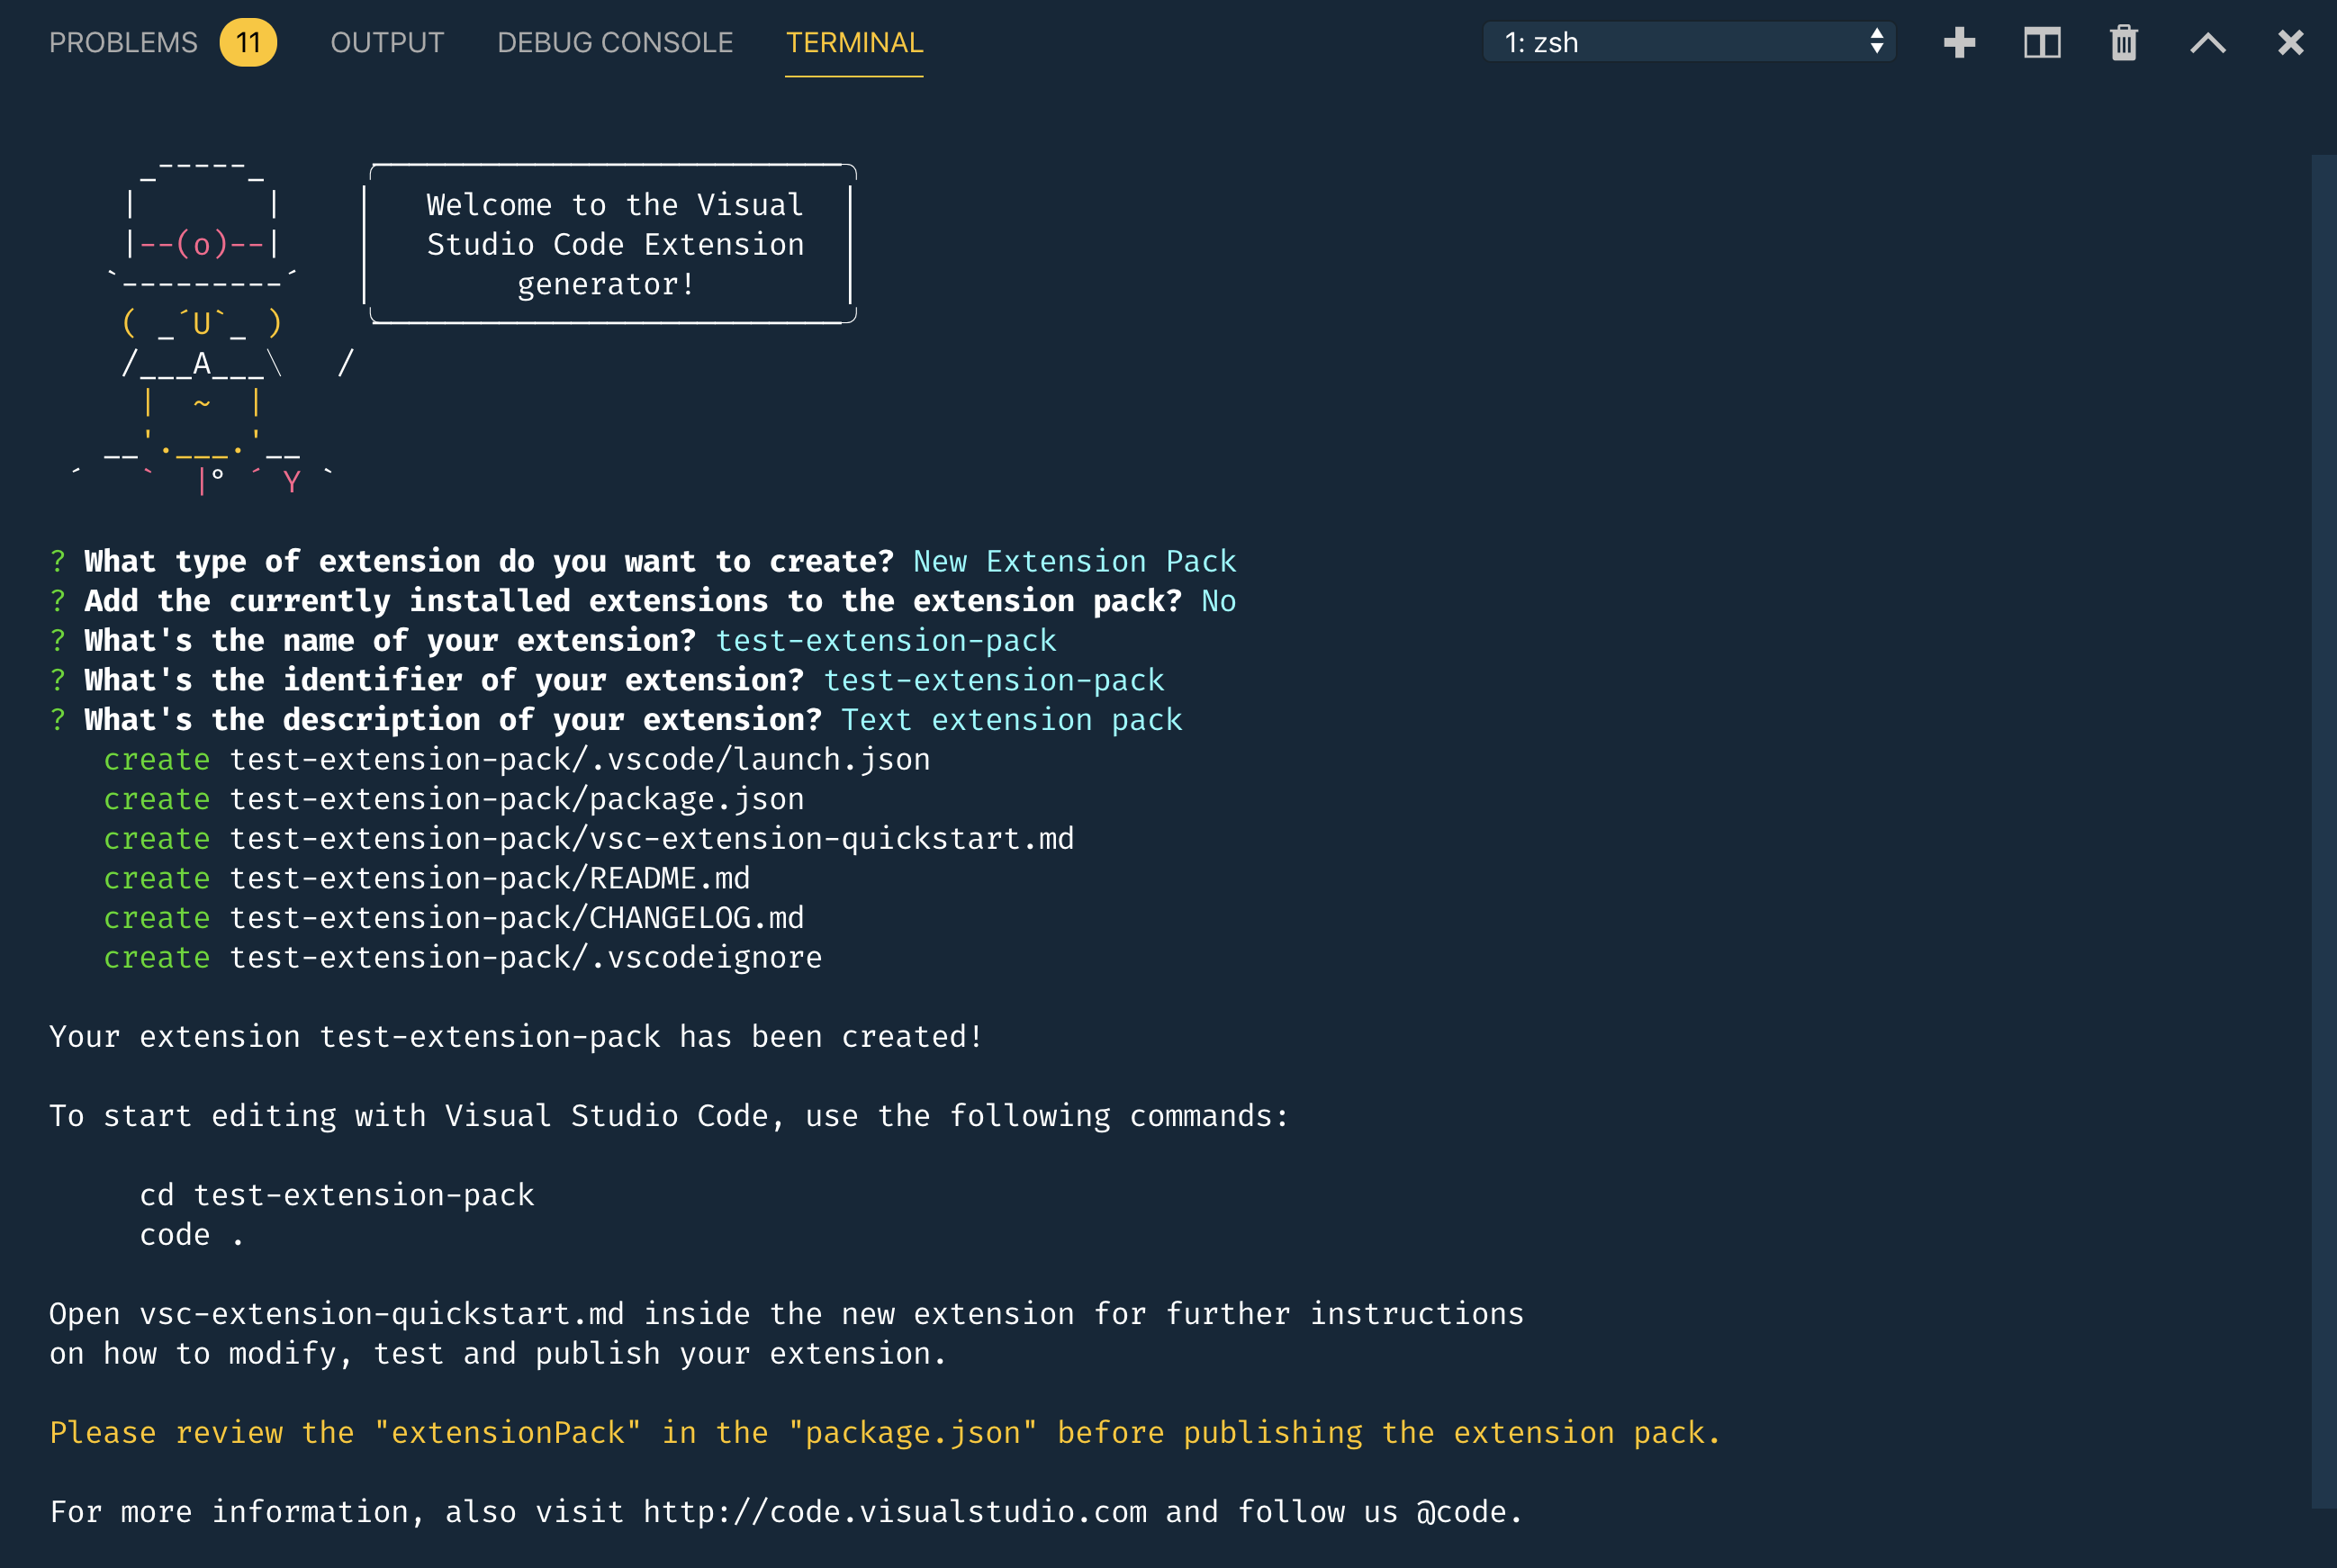 PROBLEMS 11 OUTPUT DEBUG CONSOLE TERMINAL 1: zsh
     _-----_
    |       |
    |--(o)--|
   `---------´
    ( _´U`_ )
    /___A___\   /
     |  ~  |
   __'.___.'__
 ´   `  |° ´ Y `
Welcome to the Visual
Studio Code Extension
generator!
? What type of extension do you want to create? New Extension Pack
? Add the currently installed extensions to the extension pack? No
? What's the name of your extension? test-extension-pack
? What's the identifier of your extension? test-extension-pack
? What's the description of your extension? Text extension pack
create test-extension-pack/.vscode/launch.json
create test-extension-pack/package.json
create test-extension-pack/vsc-extension-quickstart.md
create test-extension-pack/README.md
create test-extension-pack/CHANGELOG.md
create test-extension-pack/.vscodeignore
Your extension test-extension-pack has been created!
To start editing with Visual Studio Code, use the following commands:
cd test-extension-pack
code .
Open vsc-extension-quickstart.md inside the new extension for further instructions
on how to modify, test and publish your extension.
Please review the "extensionPack" in the "package.json" before publishing the extension pack.
For more information, also visit http://code.visualstudio.com and follow us @code.